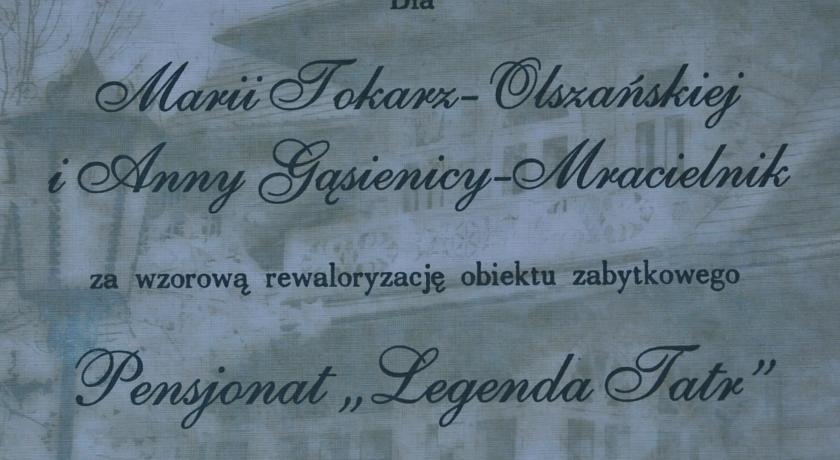 Dla
Marii Tokarz-Olszańskiej
i Anny Gąsienicy-Mracielnik
za wzorową rewaloryzację obiektu zabytkowego
Pensjonat „Legenda Tatr”